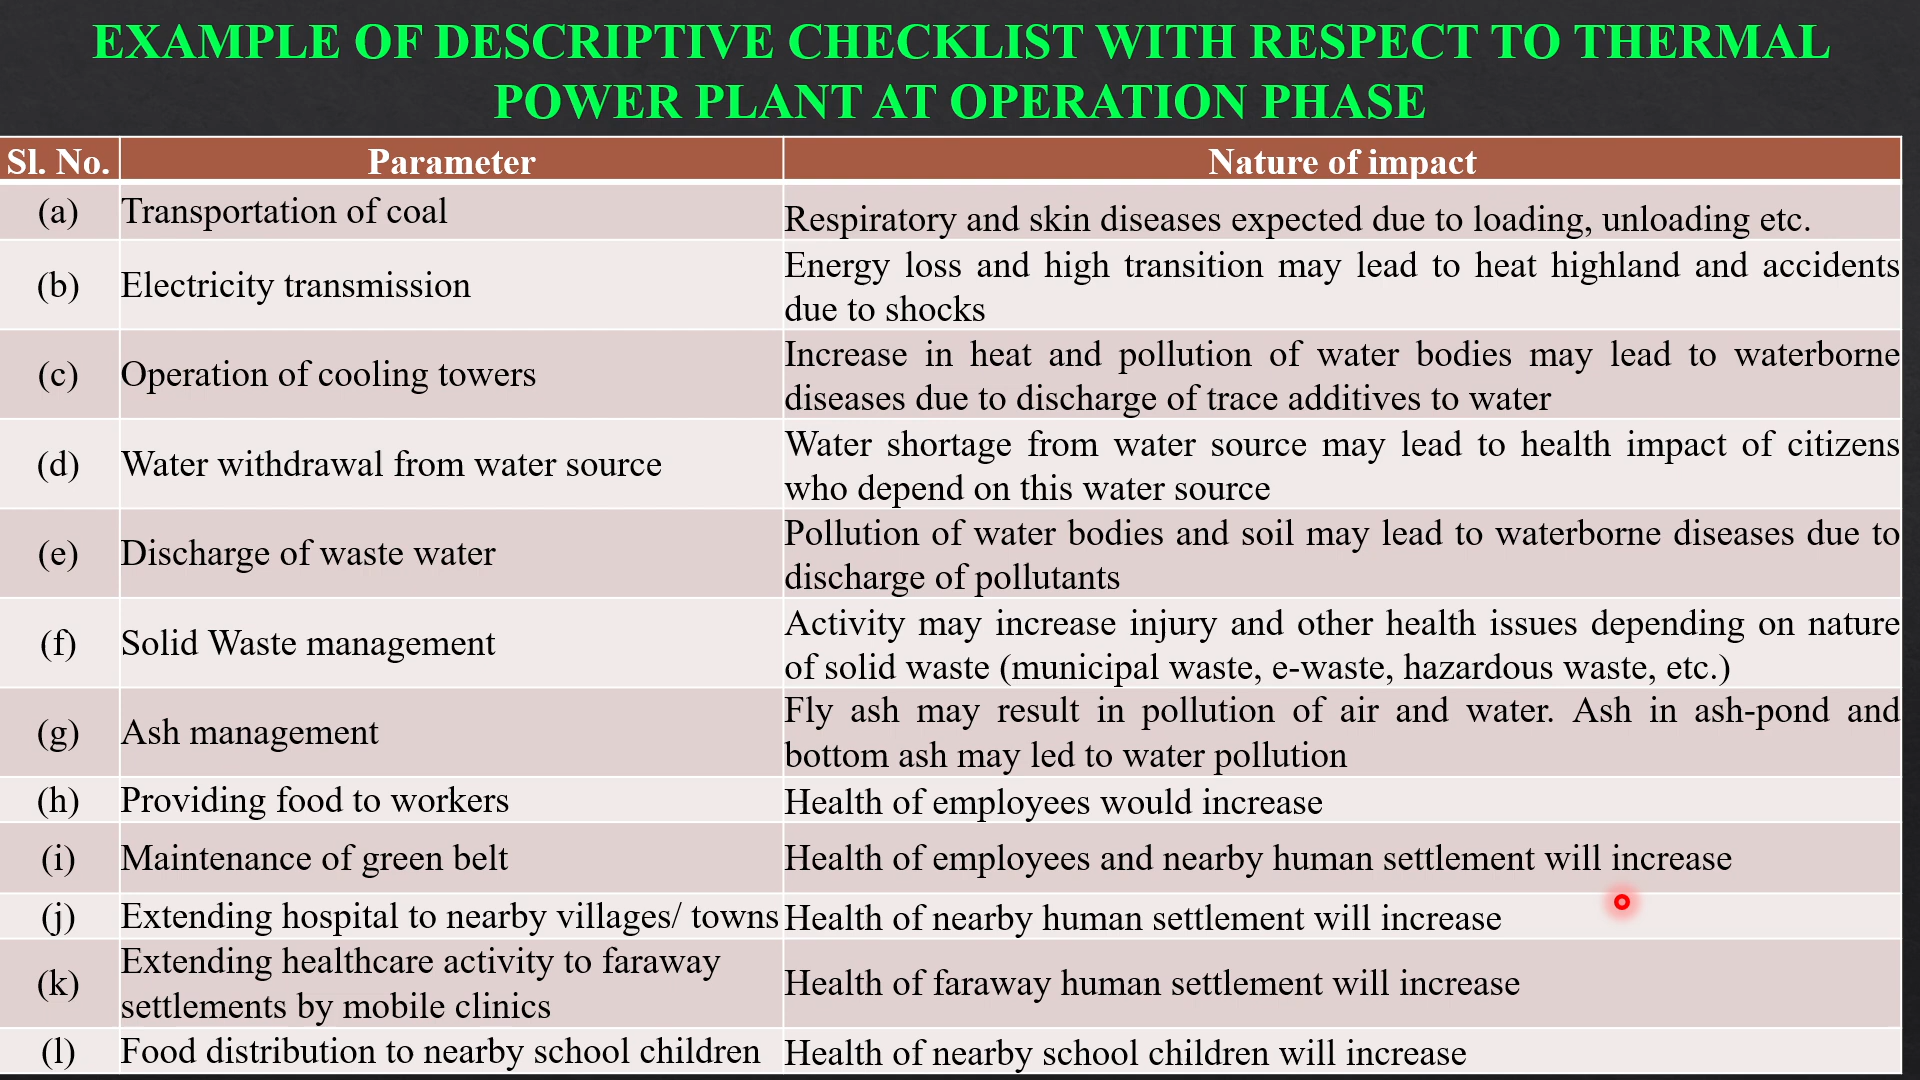 EXAMPLE OF DESCRIPTIVE CHECKLIST WITH RESPECT TO THERMAL
POWER PLANT AT OPERATION PHASE
Sl. No. Parameter Nature of impact
(a) Transportation of coal Respiratory and skin diseases expected due to loading, unloading etc.
(b) Electricity transmission Energy loss and high transition may lead to heat highland and accidents
due to shocks
(c) Operation of cooling towers Increase in heat and pollution of water bodies may lead to waterborne
diseases due to discharge of trace additives to water
(d) Water withdrawal from water source Water shortage from water source may lead to health impact of citizens
who depend on this water source
(e) Discharge of waste water Pollution of water bodies and soil may lead to waterborne diseases due to
discharge of pollutants
(f) Solid Waste management Activity may increase injury and other health issues depending on nature
of solid waste (municipal waste, e-waste, hazardous waste, etc.)
(g) Ash management Fly ash may result in pollution of air and water. Ash in ash-pond and
bottom ash may led to water pollution
(h) Providing food to workers Health of employees would increase
(i) Maintenance of green belt Health of employees and nearby human settlement will increase
(j) Extending hospital to nearby villages/ towns Health of nearby human settlement will increase
(k) Extending healthcare activity to faraway
settlements by mobile clinics Health of faraway human settlement will increase
(l) Food distribution to nearby school children Health of nearby school children will increase